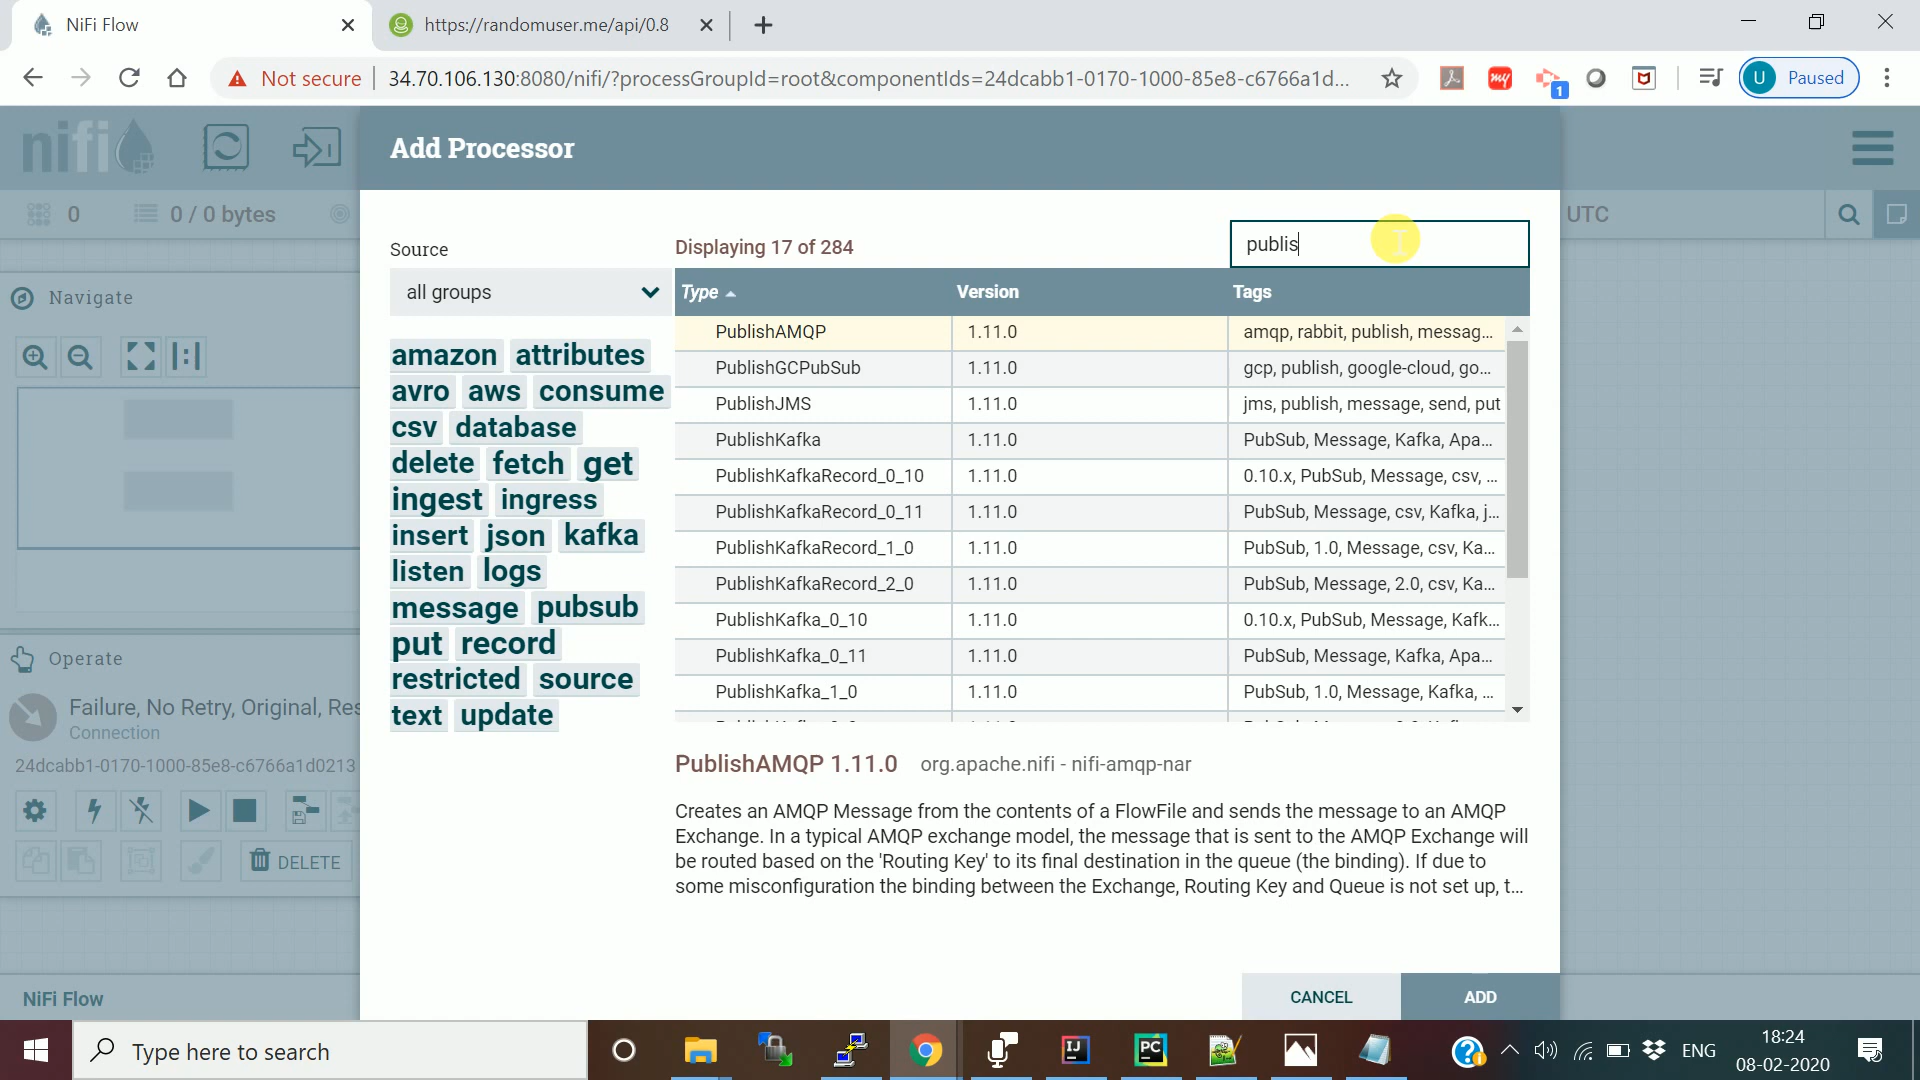 NiFi Flow
https://randomuser.me/api/0.8
Not secure
34.70.106.130:8080/nifi/?processGroupId=root&componentIds=24dcabb1-0170-1000-85e8-c6766a1d...
my
1
U
Paused
nifi
Add Processor
0
0 / 0 bytes
UTC
Source
Displaying 17 of 284
publis
all groups
Type
Version
Tags
Navigate
amazon attributes
avro aws consume
csv database
delete fetch get
ingest ingress
insert json kafka
listen logs
message pubsub
put record
restricted source
text update
PublishAMQP 1.11.0 amqp, rabbit, publish, messag...
PublishGCPubSub 1.11.0 gcp, publish, google-cloud, go...
PublishJMS 1.11.0 jms, publish, message, send, put
PublishKafka 1.11.0 PubSub, Message, Kafka, Apa...
PublishKafkaRecord_0_10 1.11.0 0.10.x, PubSub, Message, csv, ...
PublishKafkaRecord_0_11 1.11.0 PubSub, Message, csv, Kafka, j...
PublishKafkaRecord_1_0 1.11.0 PubSub, 1.0, Message, csv, Ka...
PublishKafkaRecord_2_0 1.11.0 PubSub, Message, 2.0, csv, Ka...
PublishKafka_0_10 1.11.0 0.10.x, PubSub, Message, Kafk...
PublishKafka_0_11 1.11.0 PubSub, Message, Kafka, Apa...
PublishKafka_1_0 1.11.0 PubSub, 1.0, Message, Kafka, ...
Operate
Failure, No Retry, Original, Res
Connection
24dcabb1-0170-1000-85e8-c6766a1d0213
DELETE
PublishAMQP 1.11.0 org.apache.nifi - nifi-amqp-nar
Creates an AMQP Message from the contents of a FlowFile and sends the message to an AMQP
Exchange. In a typical AMQP exchange model, the message that is sent to the AMQP Exchange will
be routed based on the 'Routing Key' to its final destination in the queue (the binding). If due to
some misconfiguration the binding between the Exchange, Routing Key and Queue is not set up, t...
CANCEL
ADD
NiFi Flow
Type here to search
IJ
PC
ENG
18:24
08-02-2020